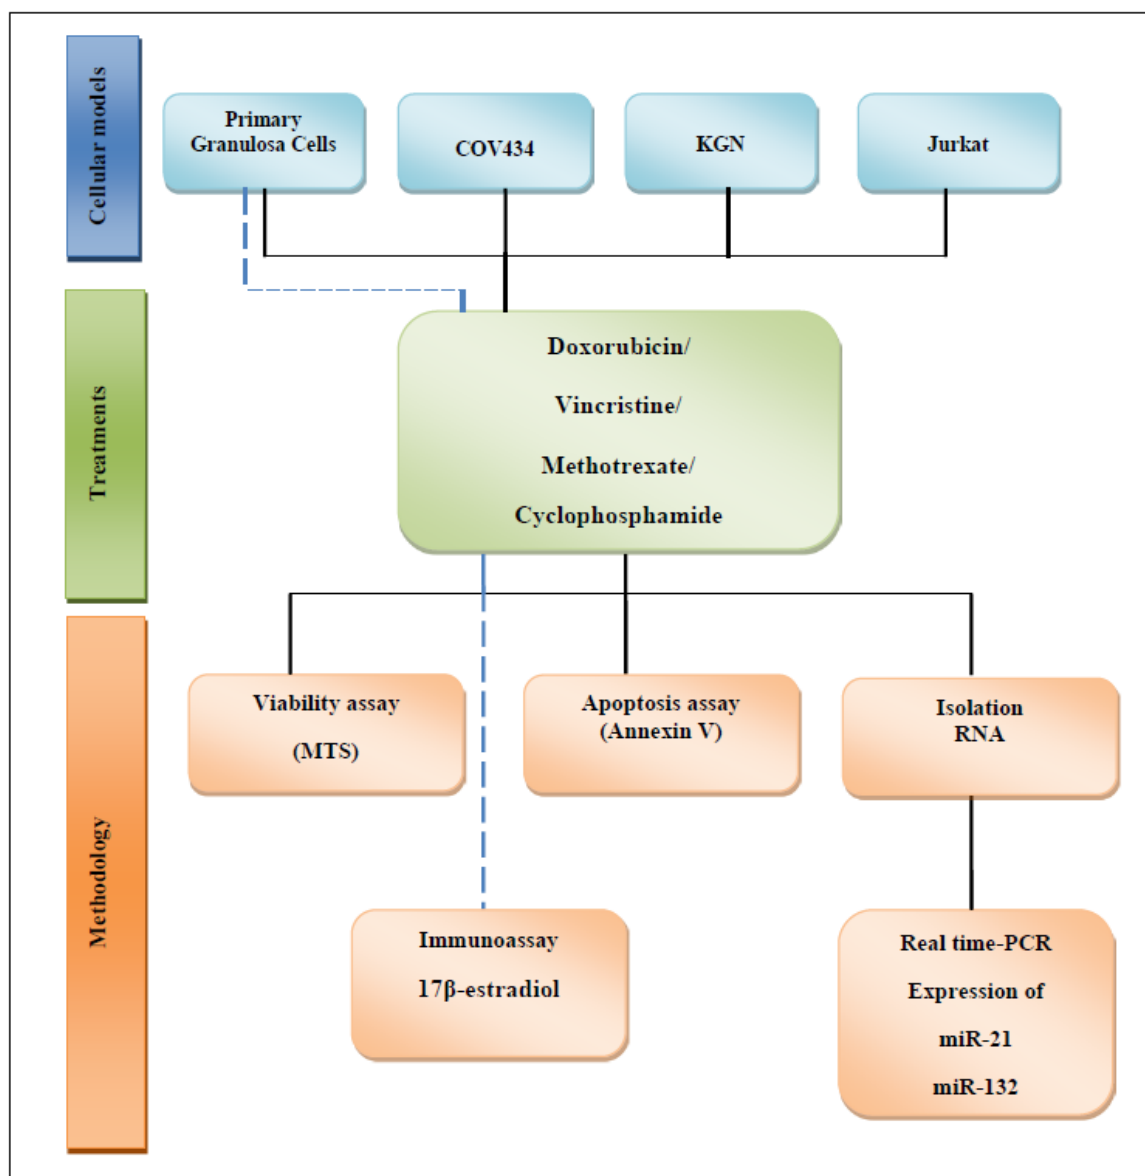 Cellular models
Primary
Granulosa Cells
COV434
KGN
Jurkat
Treatments
Doxorubicin/
Vincristine/
Methotrexate/
Cyclophosphamide
Methodology
Viability assay
(MTS)
Apoptosis assay
(Annexin V)
Isolation
RNA
Immunoassay
17β-estradiol
Real time-PCR
Expression of
miR-21
miR-132